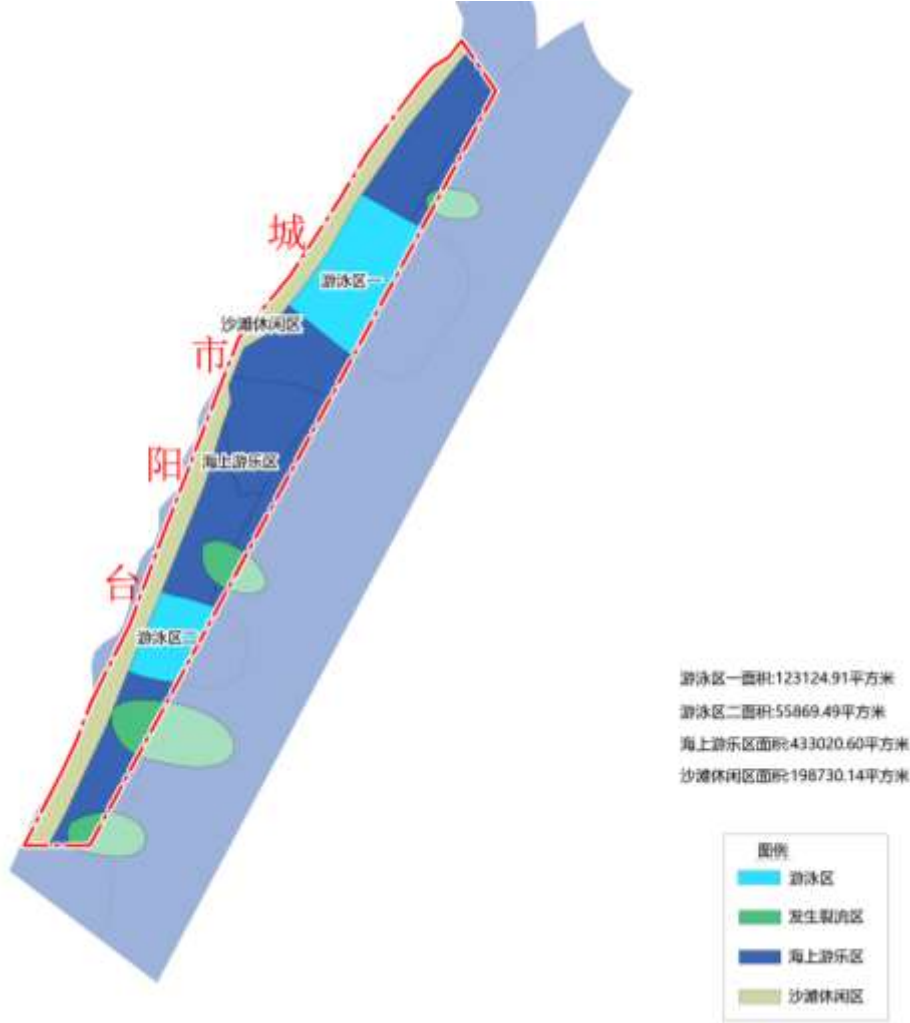 城
游泳区一
沙滩休闲区
市
阳
海上游乐区
台
游泳区二
游泳区一面积:123124.91平方米
游泳区二面积:55869.49平方米
海上游乐区面积:433020.60平方米
沙滩休闲区面积:198730.14平方米
图例
游泳区
发生裂流区
海上游乐区
沙滩休闲区